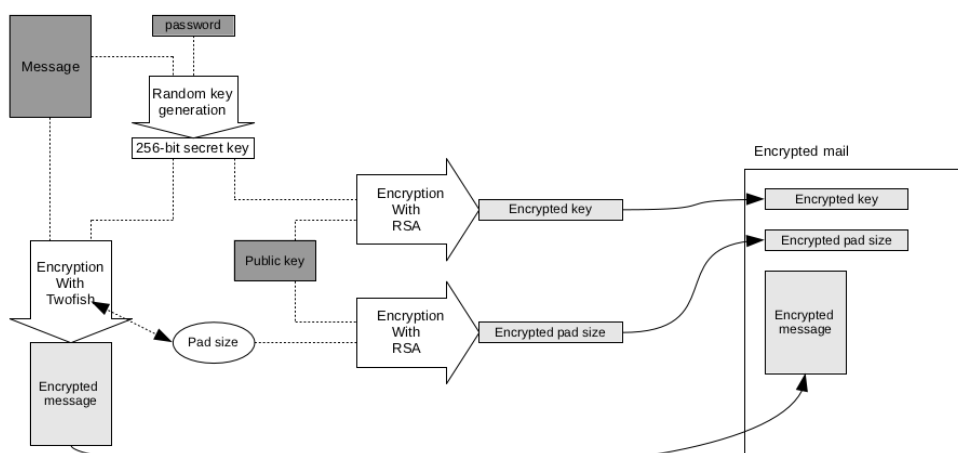 password
Message
Random key
generation
256-bit secret key
Encrypted mail
Encryption
With
RSA
Encrypted key
Encrypted key
Encrypted pad size
Public key
Encryption
With
Twofish
Encryption
With
RSA
Encrypted pad size
Pad size
Encrypted
message
Encrypted
message